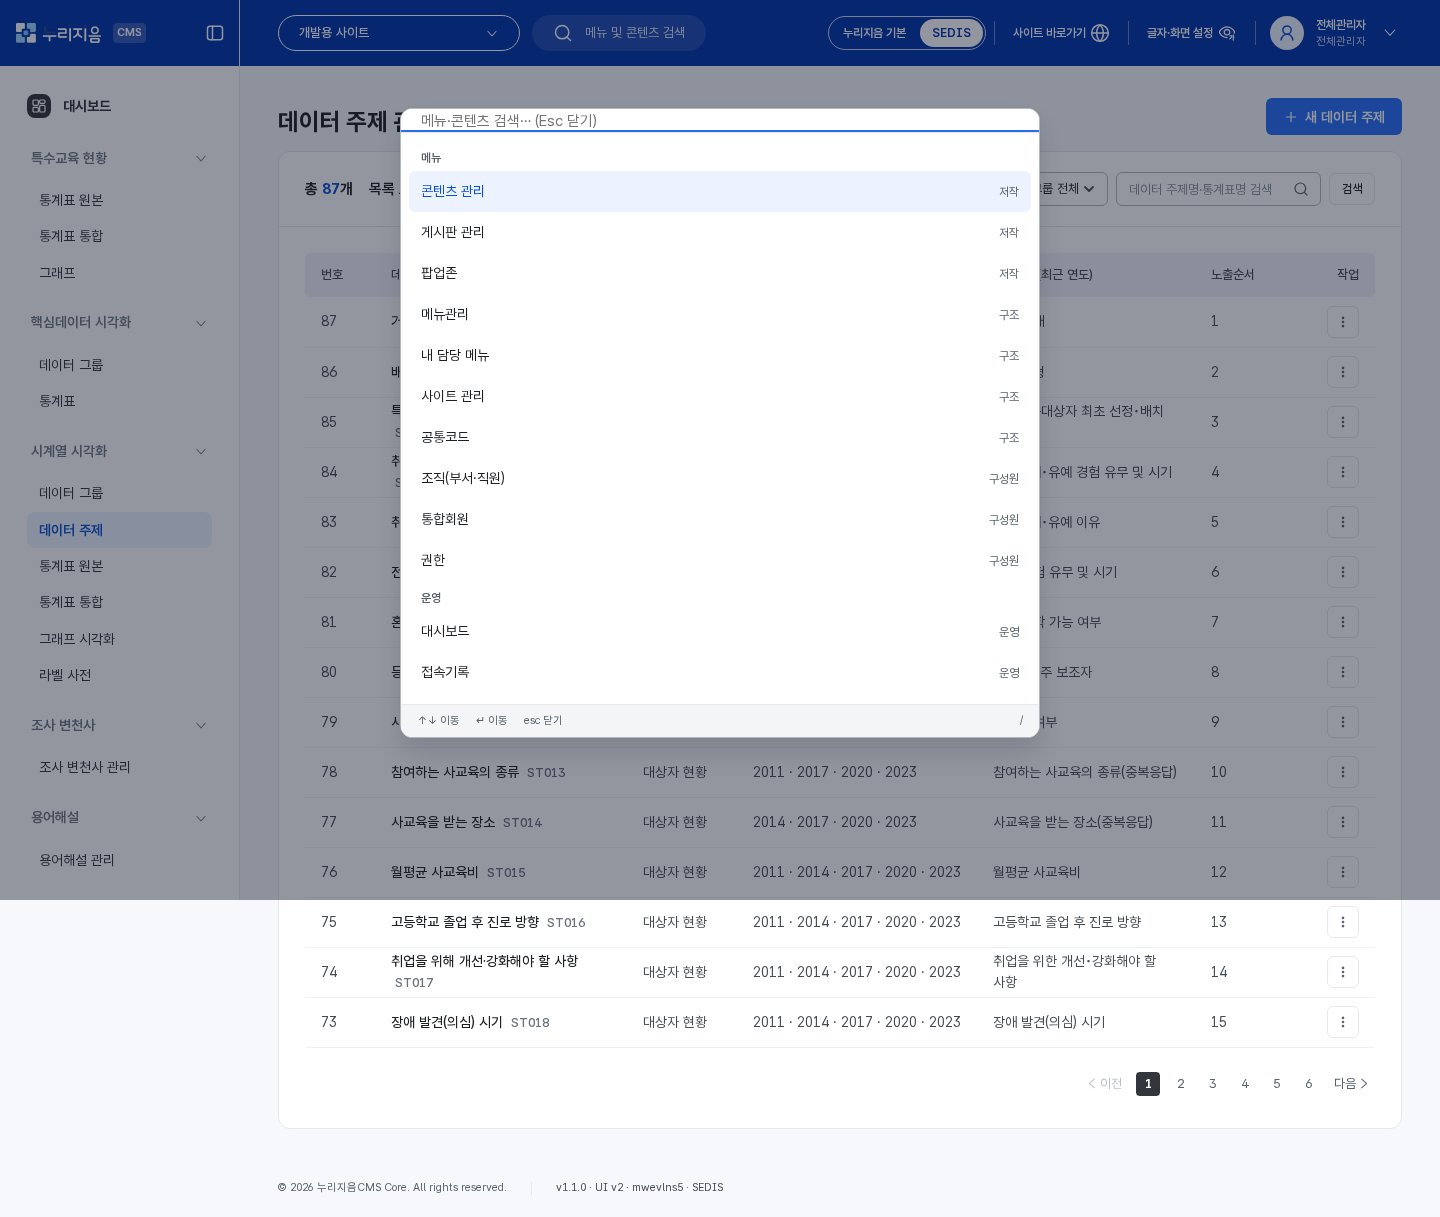 누리지음 CMS
개발용 사이트
메뉴 및 콘텐츠 검색
누리지음 기본 SEDIS
사이트 바로가기
글자·화면 설정
전체관리자
전체관리자
대시보드
특수교육 현황
통계표 원본
통계표 통합
그래프
핵심데이터 시각화
데이터 그룹
통계표
시계열 시각화
데이터 그룹
데이터 주제
통계표 원본
통계표 통합
그래프 시각화
라벨 사전
조사 변천사
조사 변천사 관리
용어해설
용어해설 관리
데이터 주제
+ 새 데이터 주제
총 87개 목록
전체
데이터 주제명·통계표명 검색
검색
메뉴·콘텐츠 검색… (Esc 닫기)
메뉴
콘텐츠 관리 저작
게시판 관리 저작
팝업존 저작
메뉴관리 구조
내 담당 메뉴 구조
사이트 관리 구조
공통코드 구조
조직(부서·직원) 구성원
통합회원 구성원
권한 구성원
운영
대시보드 운영
접속기록 운영
↑↓ 이동 ↵ 이동 esc 닫기 /
번호 최근 연도) 노출순서 작업
87 1
86 2
85 대상자 최초 선정·배치 3
84 ·유예 경험 유무 및 시기 4
83 ·유예 이유 5
82 유무 및 시기 6
81 가능 여부 7
80 보조자 8
79 여부 9
78 참여하는 사교육의 종류 ST013 대상자 현황 2011 · 2017 · 2020 · 2023 참여하는 사교육의 종류(중복응답) 10
77 사교육을 받는 장소 ST014 대상자 현황 2014 · 2017 · 2020 · 2023 사교육을 받는 장소(중복응답) 11
76 월평균 사교육비 ST015 대상자 현황 2011 · 2014 · 2017 · 2020 · 2023 월평균 사교육비 12
75 고등학교 졸업 후 진로 방향 ST016 대상자 현황 2011 · 2014 · 2017 · 2020 · 2023 고등학교 졸업 후 진로 방향 13
74 취업을 위해 개선·강화해야 할 사항 ST017 대상자 현황 2011 · 2014 · 2017 · 2020 · 2023 취업을 위한 개선·강화해야 할 사항 14
73 장애 발견(의심) 시기 ST018 대상자 현황 2011 · 2014 · 2017 · 2020 · 2023 장애 발견(의심) 시기 15
이전 1 2 3 4 5 6 다음
© 2026 누리지음CMS Core. All rights reserved.
v1.1.0 · UI v2 · mwevlns5 · SEDIS